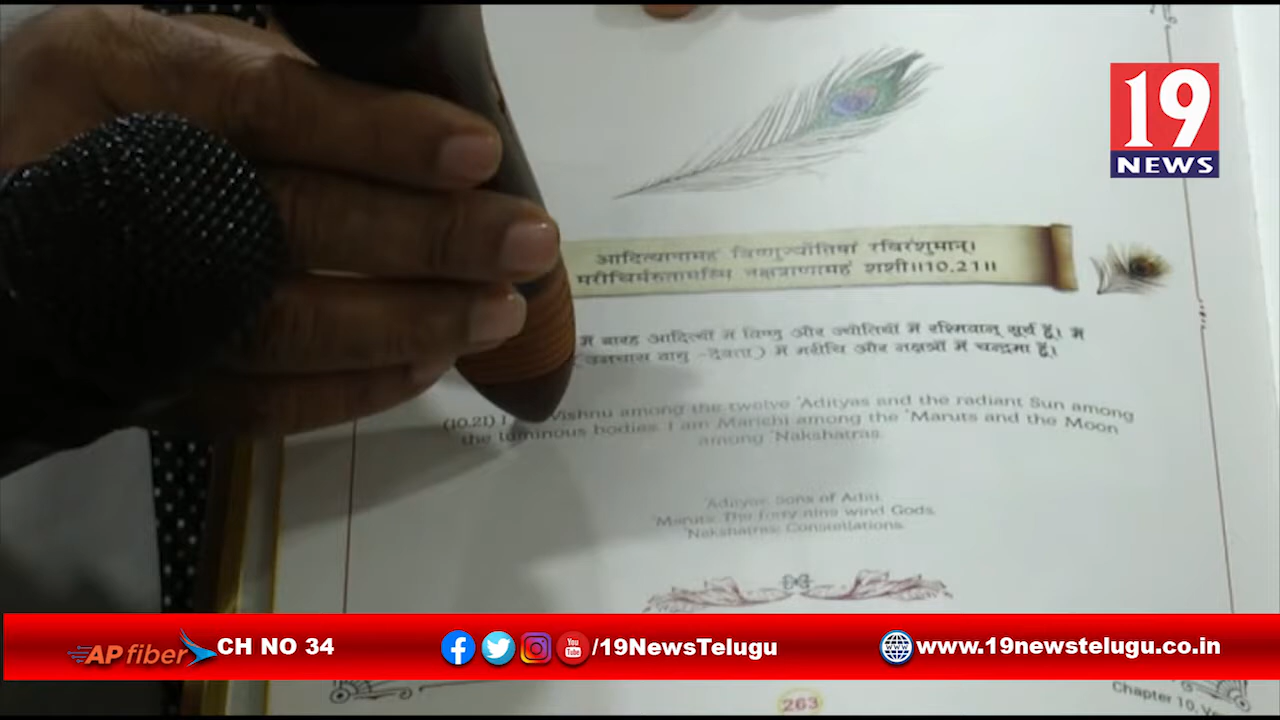 19
NEWS
आदित्यानामहं विष्णुर्ज्योतिषां रविरंशुमान्।
मरीचिर्मरुतामस्मि नक्षत्राणामहं शशी॥10.21॥
मैं बारह आदित्यों में विष्णु और ज्योतियों में रश्मिवान् सूर्य हूँ। मैं
(उनचास वायु -देवता) में मरीचि और नक्षत्रों में चन्द्रमा हूँ।
(10.21) I Vishnu among the twelve 'Adityas and the radiant Sun among
the luminous bodies. I am Marichi among the 'Maruts and the Moon
among 'Nakshatras.
'Adityas: Sons of Aditi.
'Maruts: The forty nine wind Gods.
'Nakshatras: Constellations.
AP fiber CH NO 34 /19NewsTelugu www.19newstelugu.co.in
263
Chapter 10,